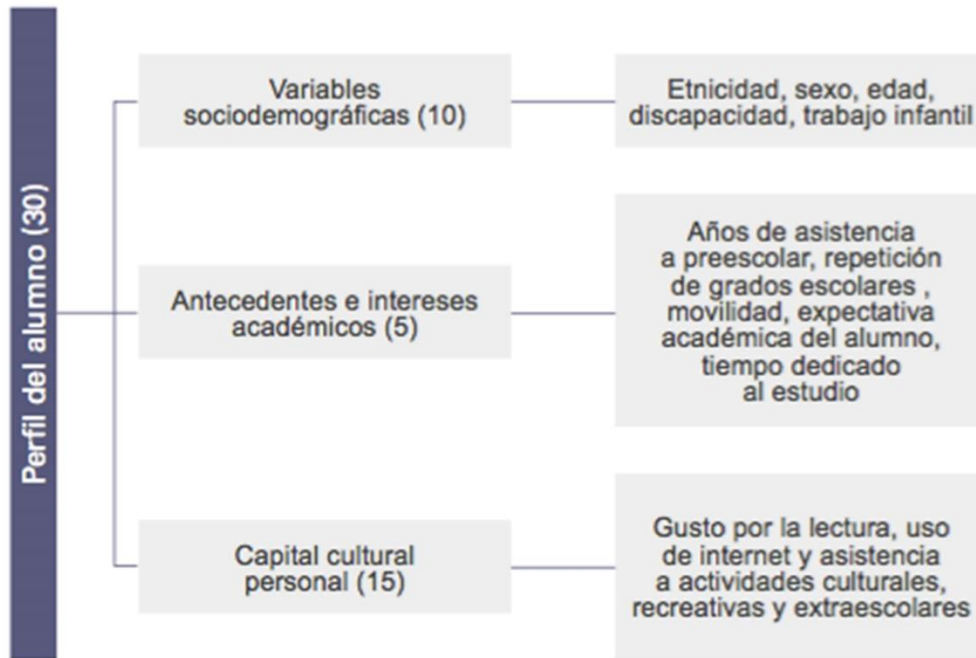 Perfil del alumno (30)
Variables
sociodemográficas (10)
Etnicidad, sexo, edad,
discapacidad, trabajo infantil
Antecedentes e intereses
académicos (5)
Años de asistencia
a preescolar, repetición
de grados escolares ,
movilidad, expectativa
académica del alumno,
tiempo dedicado
al estudio
Capital cultural
personal (15)
Gusto por la lectura, uso
de internet y asistencia
a actividades culturales,
recreativas y extraescolares